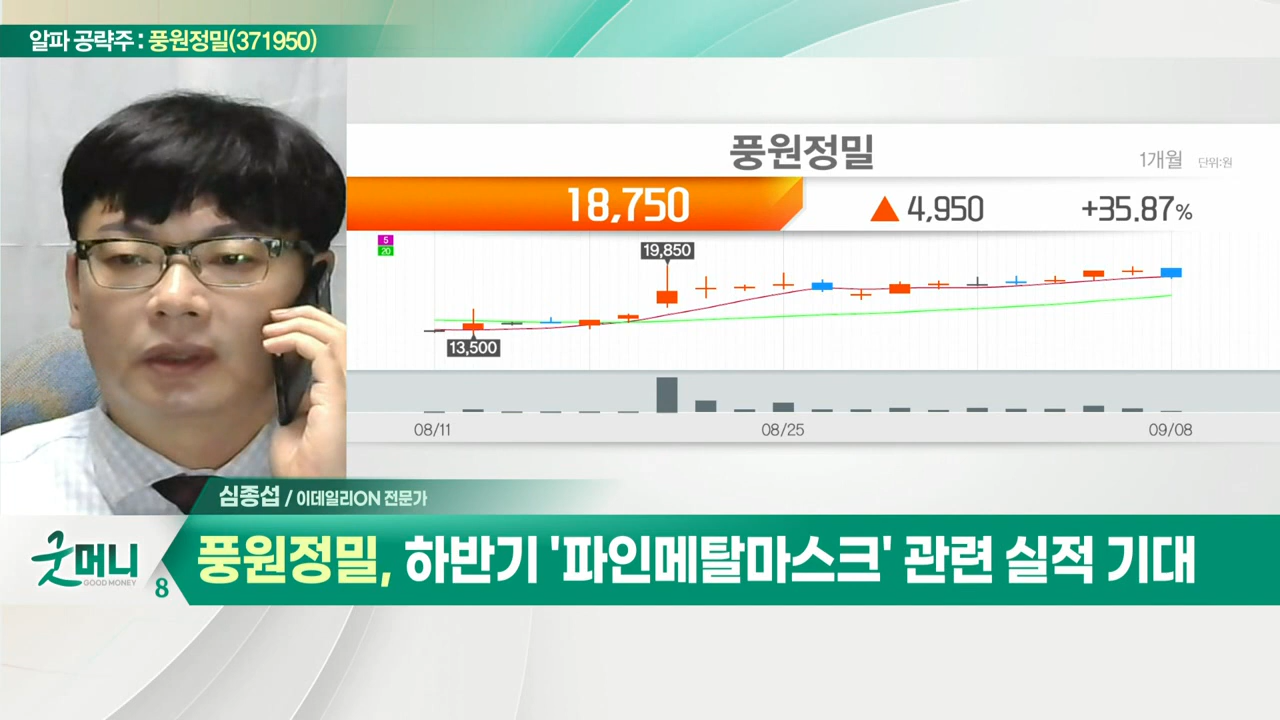 알파 공략주 : 풍원정밀(371950)
풍원정밀
1개월 단위:원
18,750 ▲ 4,950 +35.87%
5
20
19,850
13,500
08/11 08/25 09/08
심종섭 / 이데일리ON 전문가
굿머니
GOOD MONEY
8
풍원정밀, 하반기 '파인메탈마스크' 관련 실적 기대